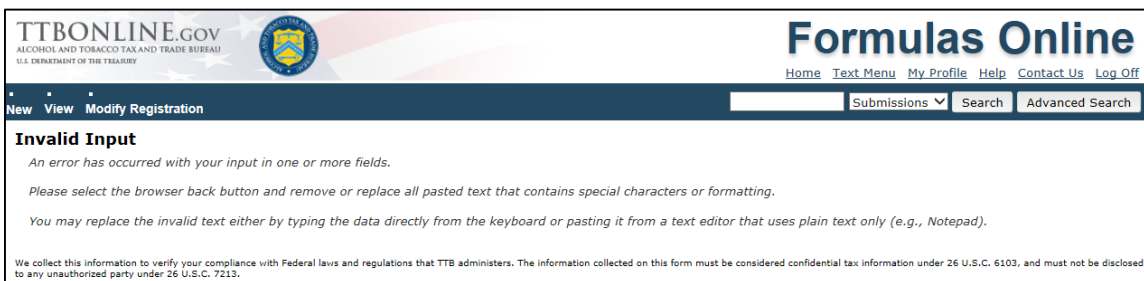 TTBONLINE.GOV
ALCOHOL AND TOBACCO TAX AND TRADE BUREAU
U.S. DEPARTMENT OF THE TREASURY
Formulas Online
Home Text Menu My Profile Help Contact Us Log Off
New View Modify Registration
Submissions Search Advanced Search
Invalid Input
An error has occurred with your input in one or more fields.
Please select the browser back button and remove or replace all pasted text that contains special characters or formatting.
You may replace the invalid text either by typing the data directly from the keyboard or pasting it from a text editor that uses plain text only (e.g., Notepad).
We collect this information to verify your compliance with Federal laws and regulations that TTB administers. The information collected on this form must be considered confidential tax information under 26 U.S.C. 6103, and must not be disclosed
to any unauthorized party under 26 U.S.C. 7213.